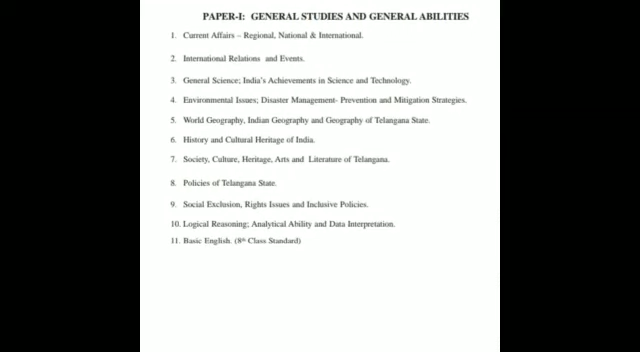 PAPER-I: GENERAL STUDIES AND GENERAL ABILITIES
1. Current Affairs – Regional, National & International.
2. International Relations and Events.
3. General Science; India's Achievements in Science and Technology.
4. Environmental Issues; Disaster Management- Prevention and Mitigation Strategies.
5. World Geography, Indian Geography and Geography of Telangana State.
6. History and Cultural Heritage of India.
7. Society, Culture, Heritage, Arts and Literature of Telangana.
8. Policies of Telangana State.
9. Social Exclusion, Rights Issues and Inclusive Policies.
10. Logical Reasoning; Analytical Ability and Data Interpretation.
11. Basic English. (8th Class Standard)